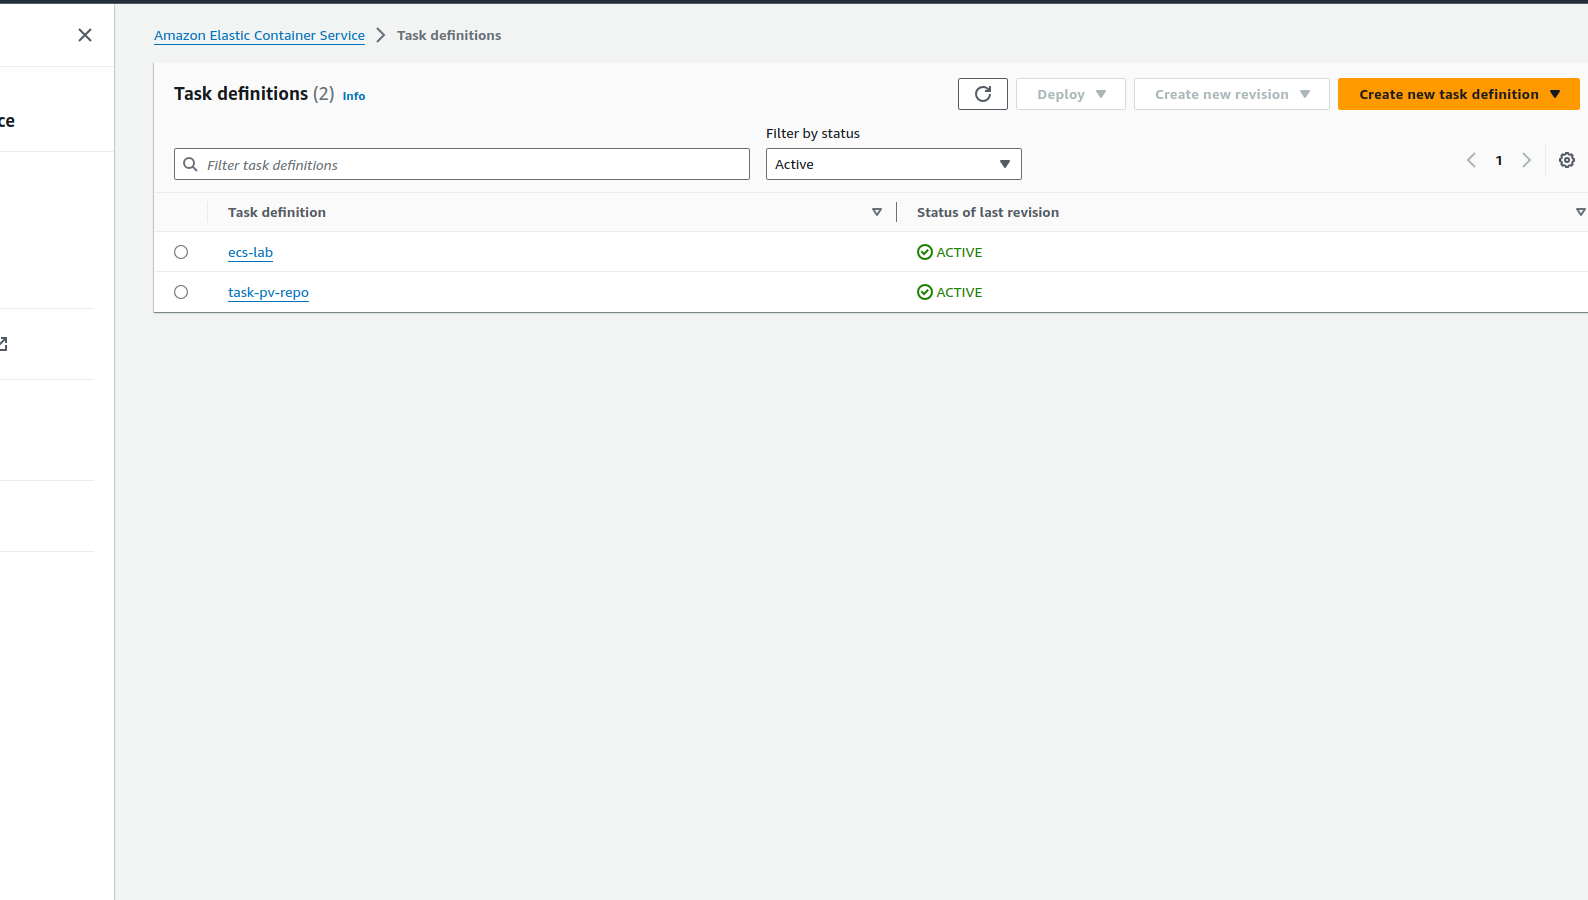 Amazon Elastic Container Service > Task definitions
ce
Task definitions (2) Info
Deploy
Create new revision
Create new task definition
Filter by status
Filter task definitions
Active
1
Task definition
Status of last revision
ecs-lab
ACTIVE
task-pv-repo
ACTIVE